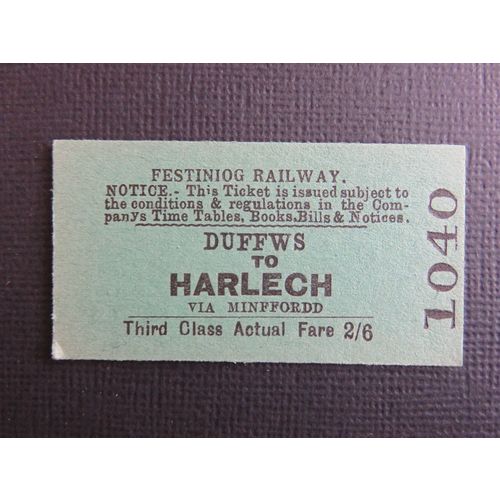 FESTINIOG RAILWAY.
NOTICE.- This Ticket is issued subject to
the conditions & regulations in the Com-
panys Time Tables, Books, Bills & Notices.
DUFFWS
TO
HARLECH
VIA MINFFORDD
Third Class Actual Fare 2/6
1040